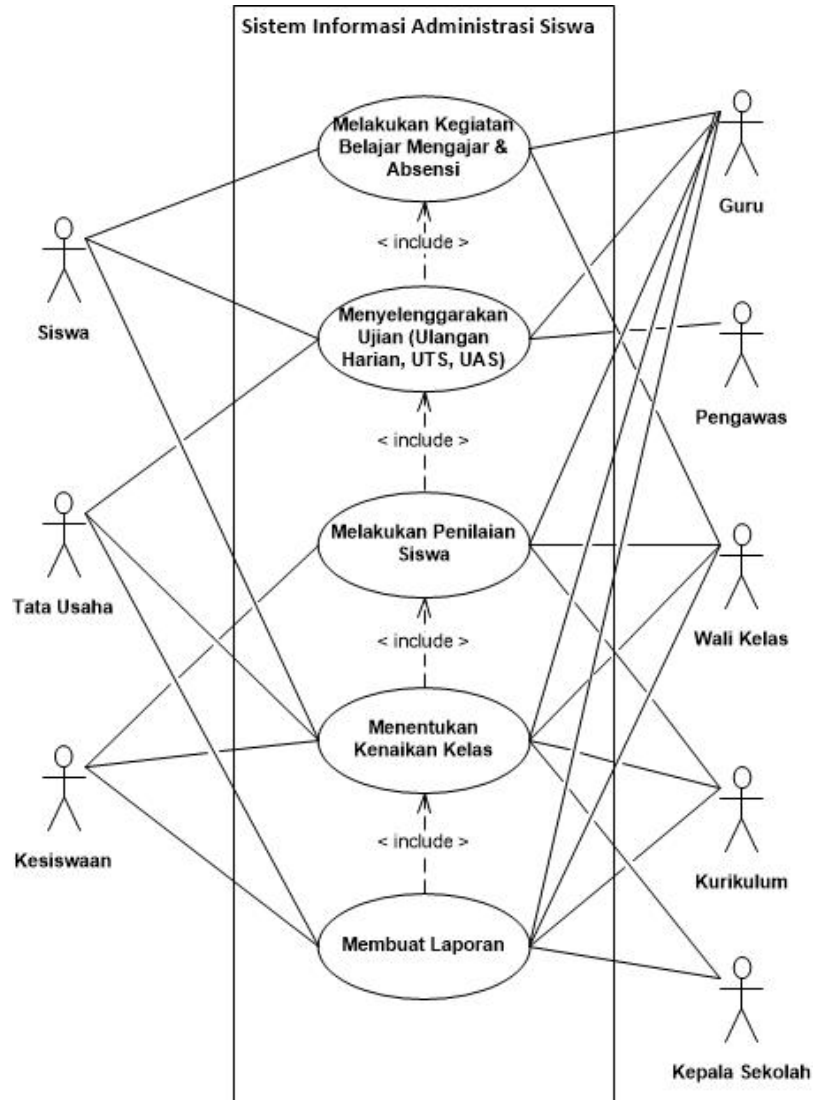 Sistem Informasi Administrasi Siswa
Melakukan Kegiatan
Belajar Mengajar &
Absensi
Guru
< include >
Siswa
Menyelenggarakan
Ujian (Ulangan
Harian, UTS, UAS)
Pengawas
< include >
Melakukan Penilaian
Siswa
Tata Usaha
Wali Kelas
< include >
Menentukan
Kenaikan Kelas
Kesiswaan
< include >
Kurikulum
Membuat Laporan
Kepala Sekolah